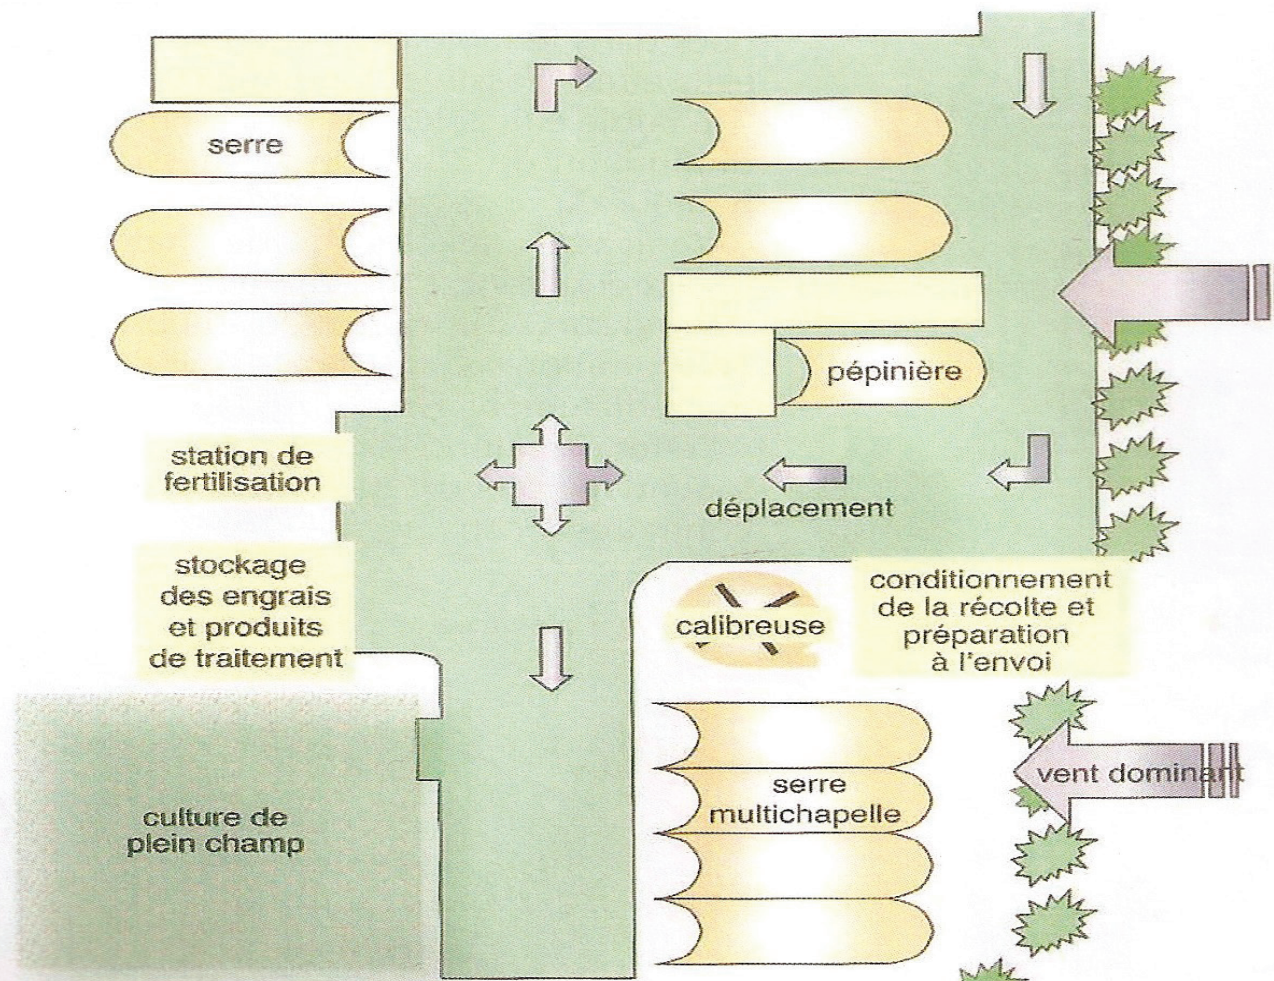 serre
pépinière
station de
fertilisation
déplacement
stockage
des engrais
et produits
de traitement
calibreuse
conditionnement
de la récolte et
préparation
à l'envoi
vent dominant
serre
multichapelle
culture de
plein champ